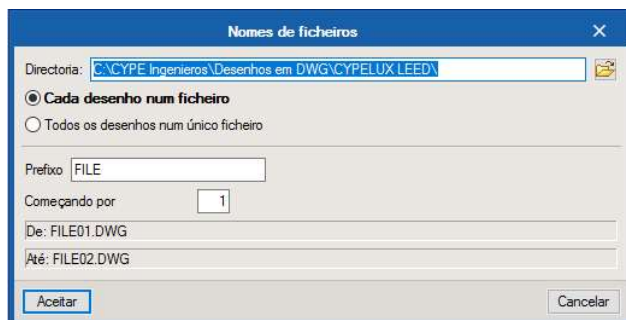 Nomes de ficheiros
Directoria: C:\CYPE Ingenieros\Desenhos em DWG\CYPELUX LEED\
Cada desenho num ficheiro
Todos os desenhos num único ficheiro
Prefixo FILE
Começando por 1
De: FILE01.DWG
Até: FILE02.DWG
Aceitar Cancelar